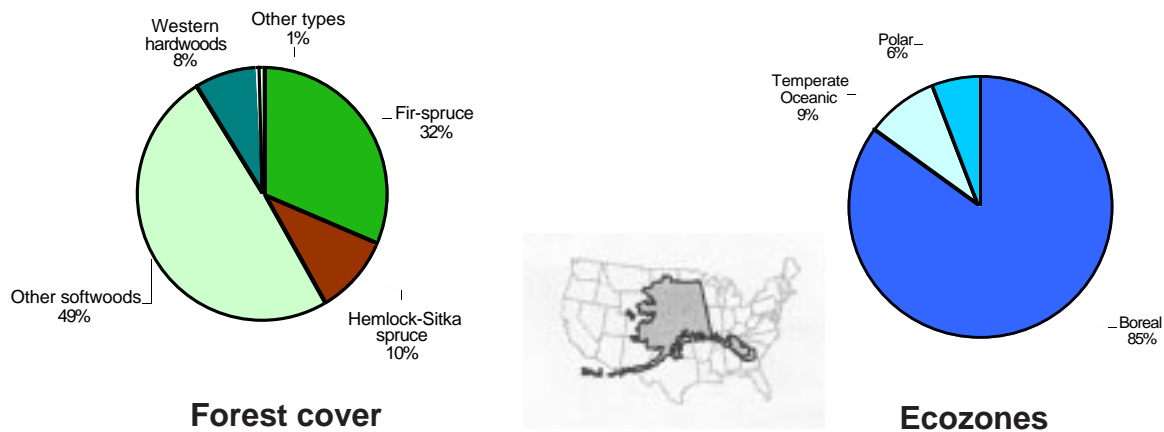 Western
hardwoods
8%
Other types
1%
Fir-spruce
32%
Other softwoods
49%
Hemlock-Sitka
spruce
10%
Forest cover
Polar
6%
Temperate
Oceanic
9%
Boreal
85%
Ecozones